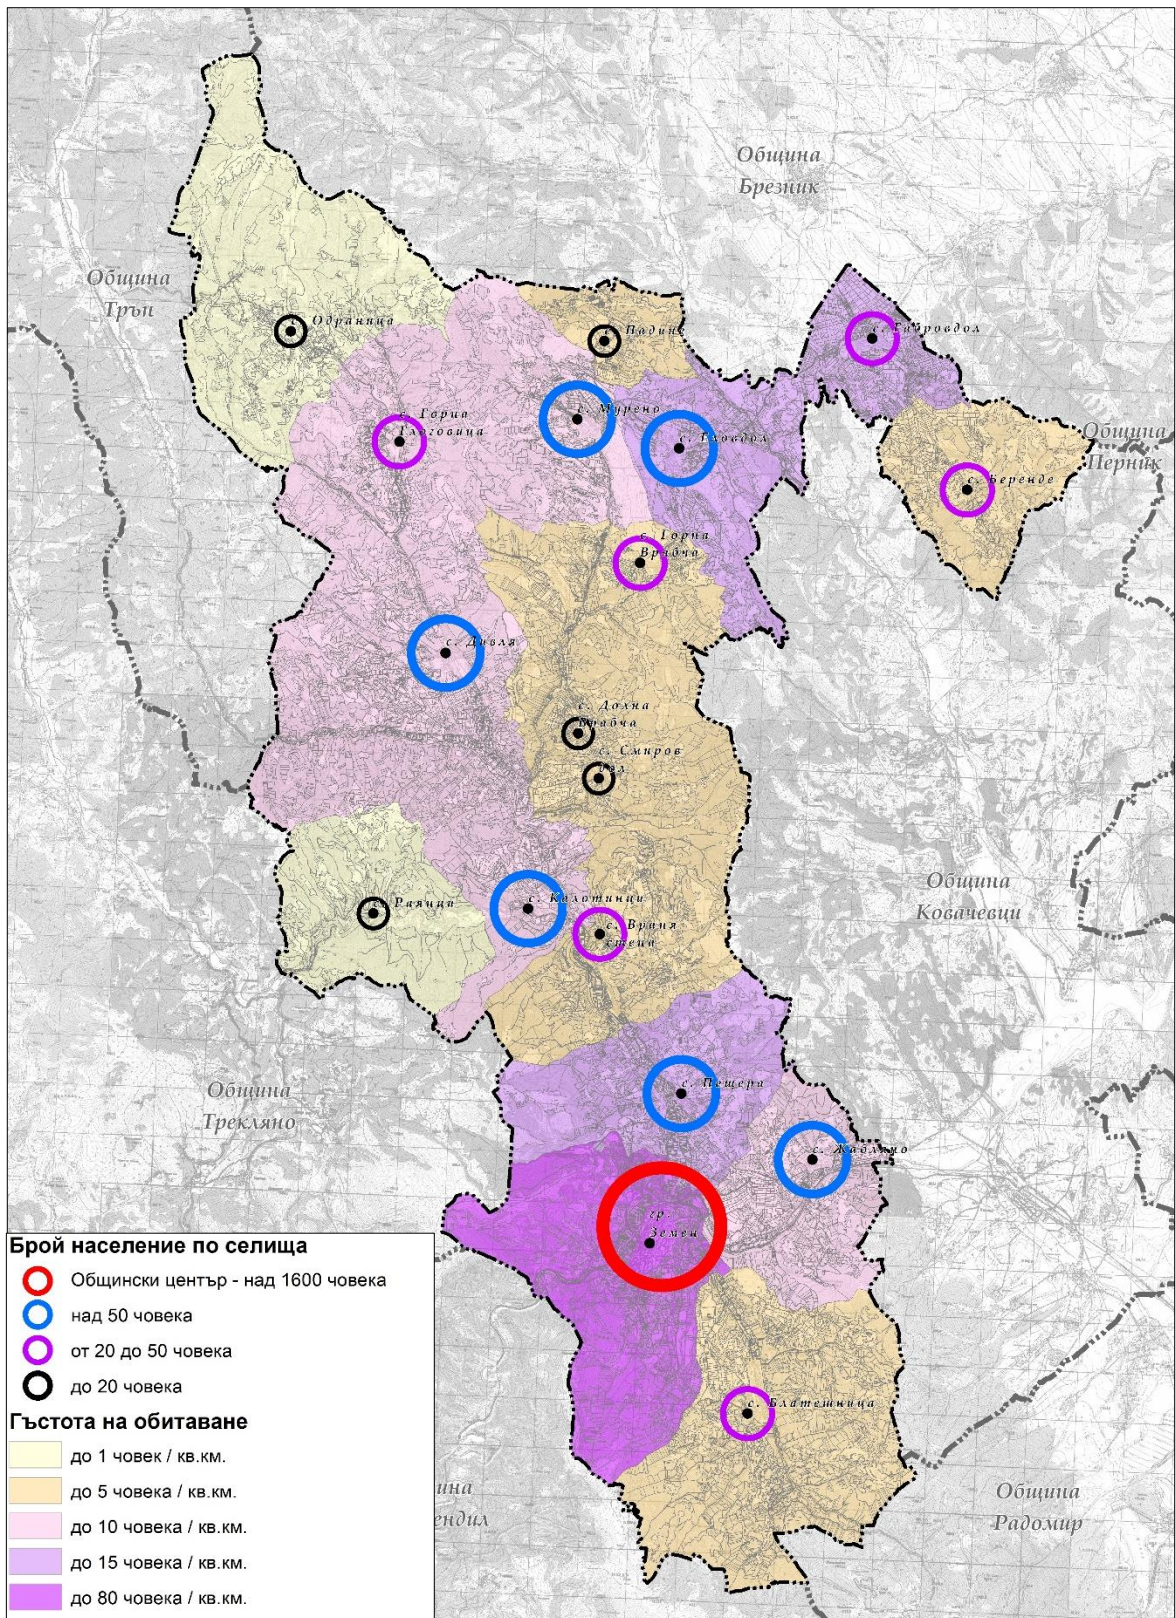 Община
Брезник
Община
Трън
с. Одраница
с. Падине
с. Габровдол
с. Горна
Глоговица
с. Мурено
с. Еловдол
Община
Перник
с. Беренде
с. Горна
Врабча
с. Дивля
с. Долна
Врабча
с. Смиров
дол
Община
Ковачевци
с. Раянци
с. Калотинци
с. Враня
стена
Община
Трекляно
с. Пещера
с. Жабляно
гр.
Земен
с. Блатешница
Община
Радомир
ина
ендил
Брой население по селища
Общински център - над 1600 човека
над 50 човека
от 20 до 50 човека
до 20 човека
Гъстота на обитаване
до 1 човек / кв.км.
до 5 човека / кв.км.
до 10 човека / кв.км.
до 15 човека / кв.км.
до 80 човека / кв.км.